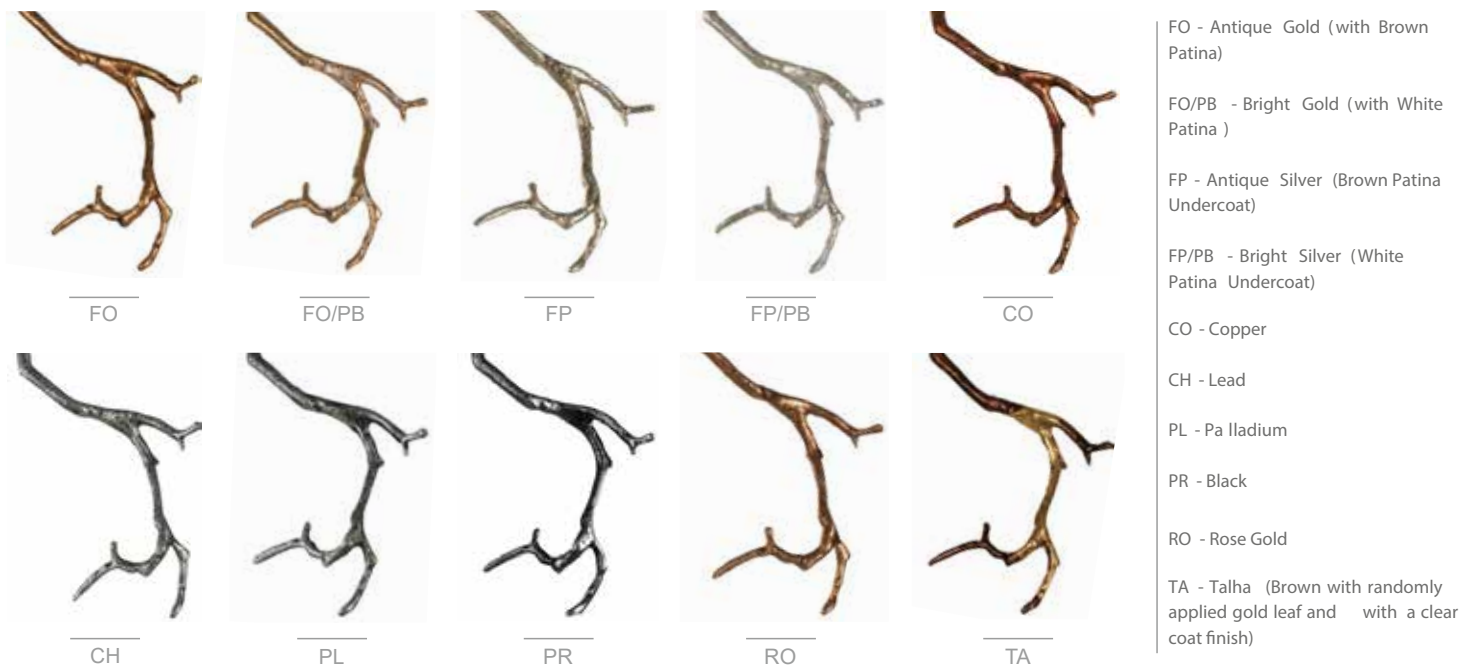 FO
FO/PB
FP
FP/PB
CO
CH
PL
PR
RO
TA
FO - Antique Gold (with Brown
Patina)
FO/PB - Bright Gold (with White
Patina )
FP - Antique Silver (Brown Patina
Undercoat)
FP/PB - Bright Silver (White
Patina Undercoat)
CO - Copper
CH - Lead
PL - Pa lladium
PR - Black
RO - Rose Gold
TA - Talha (Brown with randomly
applied gold leaf and with a clear
coat finish)